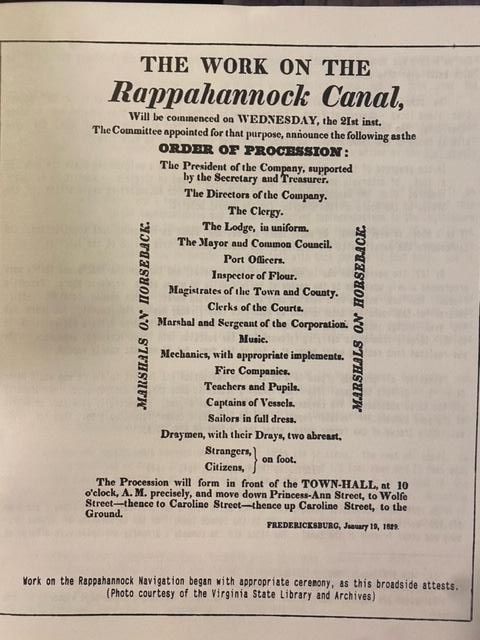 THE WORK ON THE
Rappahannock Canal,
Will be commenced on WEDNESDAY, the 21st inst.
The Committee appointed for that purpose, announce the following as the
ORDER OF PROCESSION:
The President of the Company, supported
by the Secretary and Treasurer.
The Directors of the Company.
The Clergy.
The Lodge, in uniform.
The Mayor and Common Council.
Port Officers.
Inspector of Flour.
Magistrates of the Town and County.
Clerks of the Courts.
Marshal and Sergeant of the Corporation.
Music.
Mechanics, with appropriate implements.
Fire Companies.
Teachers and Pupils.
Captains of Vessels.
Sailors in full dress.
Draymen, with their Drays, two abreast.
Strangers,
Citizens,
} on foot.
MARSHALS ON HORSEBACK.
MARSHALS ON HORSEBACK.
The Procession will form in front of the TOWN-HALL, at 10
o'clock, A. M. precisely, and move down Princess-Ann Street, to Wolfe
Street—thence to Caroline Street—thence up Caroline Street, to the
Ground.
FREDERICKSBURG, January 19, 1829.
Work on the Rappahannock Navigation began with appropriate ceremony, as this broadside attests.
(Photo courtesy of the Virginia State Library and Archives)